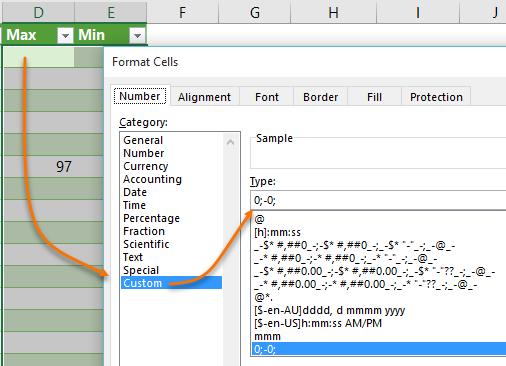 D E F G H I J
Max Min
97
Format Cells
Number Alignment Font Border Fill Protection
Category:
General
Number
Currency
Accounting
Date
Time
Percentage
Fraction
Scientific
Text
Special
Custom
Sample
Type:
0;-0;
@
[h]:mm:ss
_-$* #,##0_-;-$* #,##0_-;_-$* "-"_-;_-@_-
_-* #,##0_-;-* #,##0_-;_-* "-"_-;_-@_-
_-$* #,##0.00_-;-$* #,##0.00_-;_-$* "-"??_-;_-@_-
_-* #,##0.00_-;-* #,##0.00_-;_-* "-"??_-;_-@_-
@*.
[$-en-AU]dddd, d mmmm yyyy
[$-en-US]h:mm:ss AM/PM
mmm
0;-0;